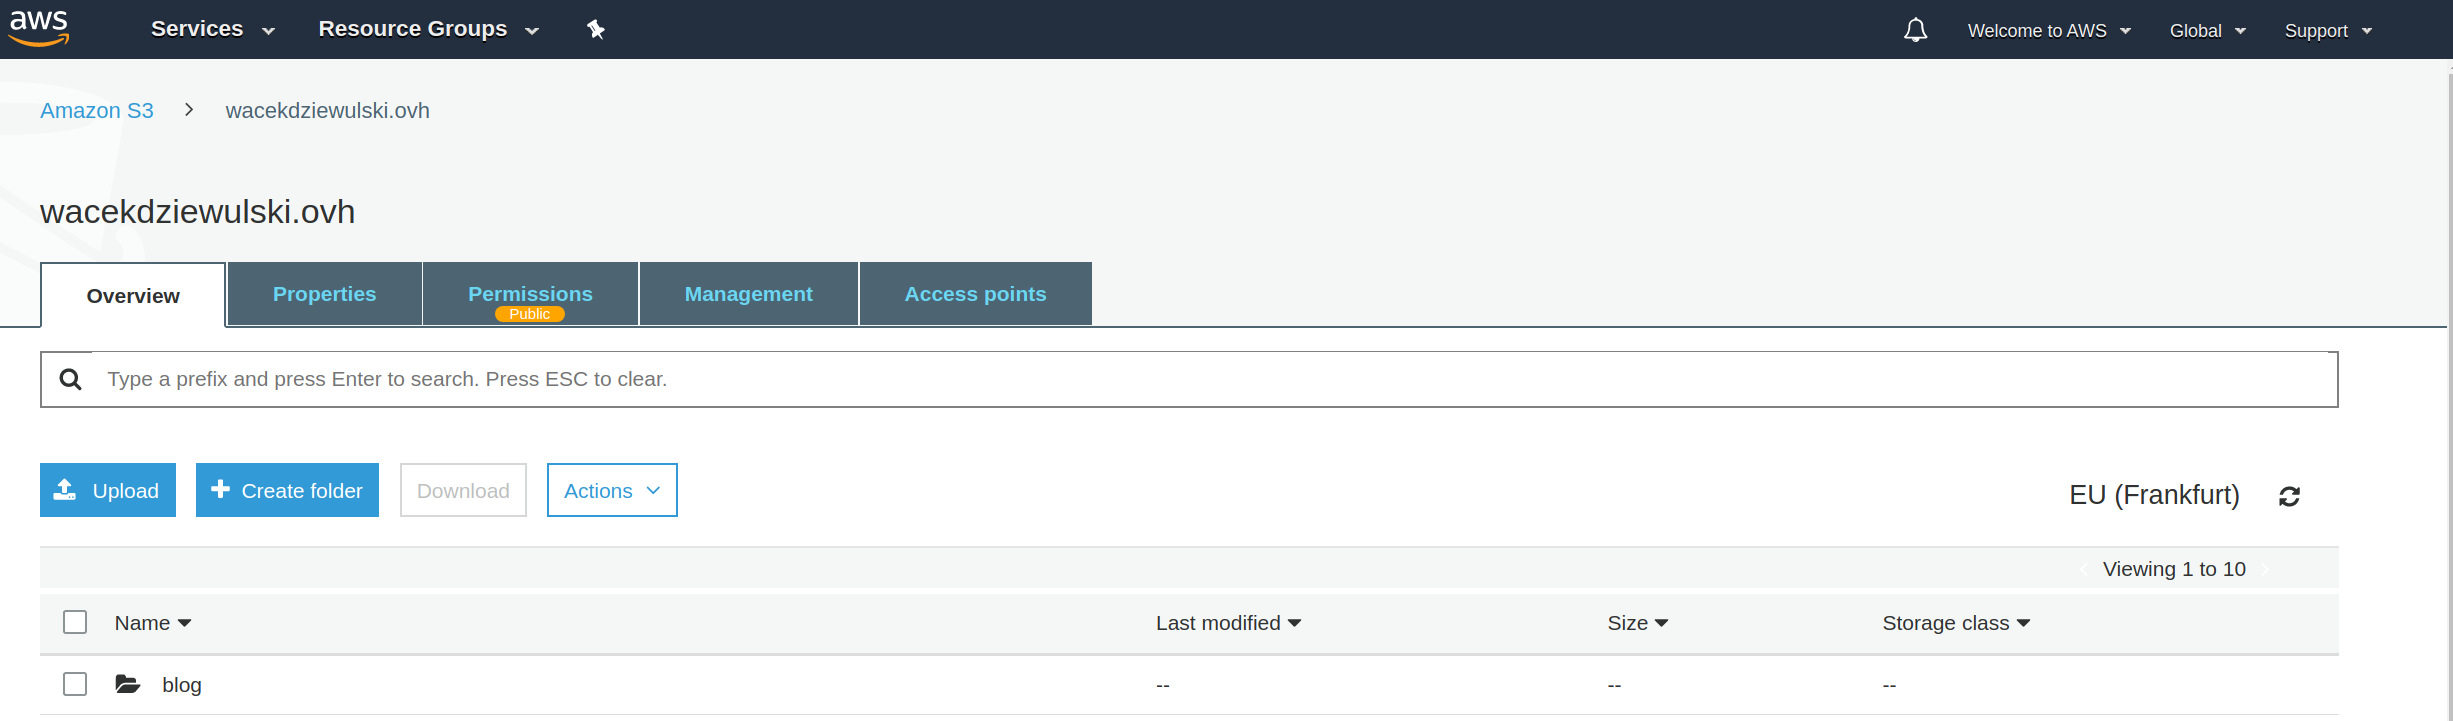 aws Services Resource Groups Welcome to AWS Global Support
Amazon S3 > wacekdziewulski.ovh
wacekdziewulski.ovh
Overview Properties Permissions Management Access points
Public
Type a prefix and press Enter to search. Press ESC to clear.
Upload Create folder Download Actions EU (Frankfurt)
Viewing 1 to 10
Name Last modified Size Storage class
blog -- -- --